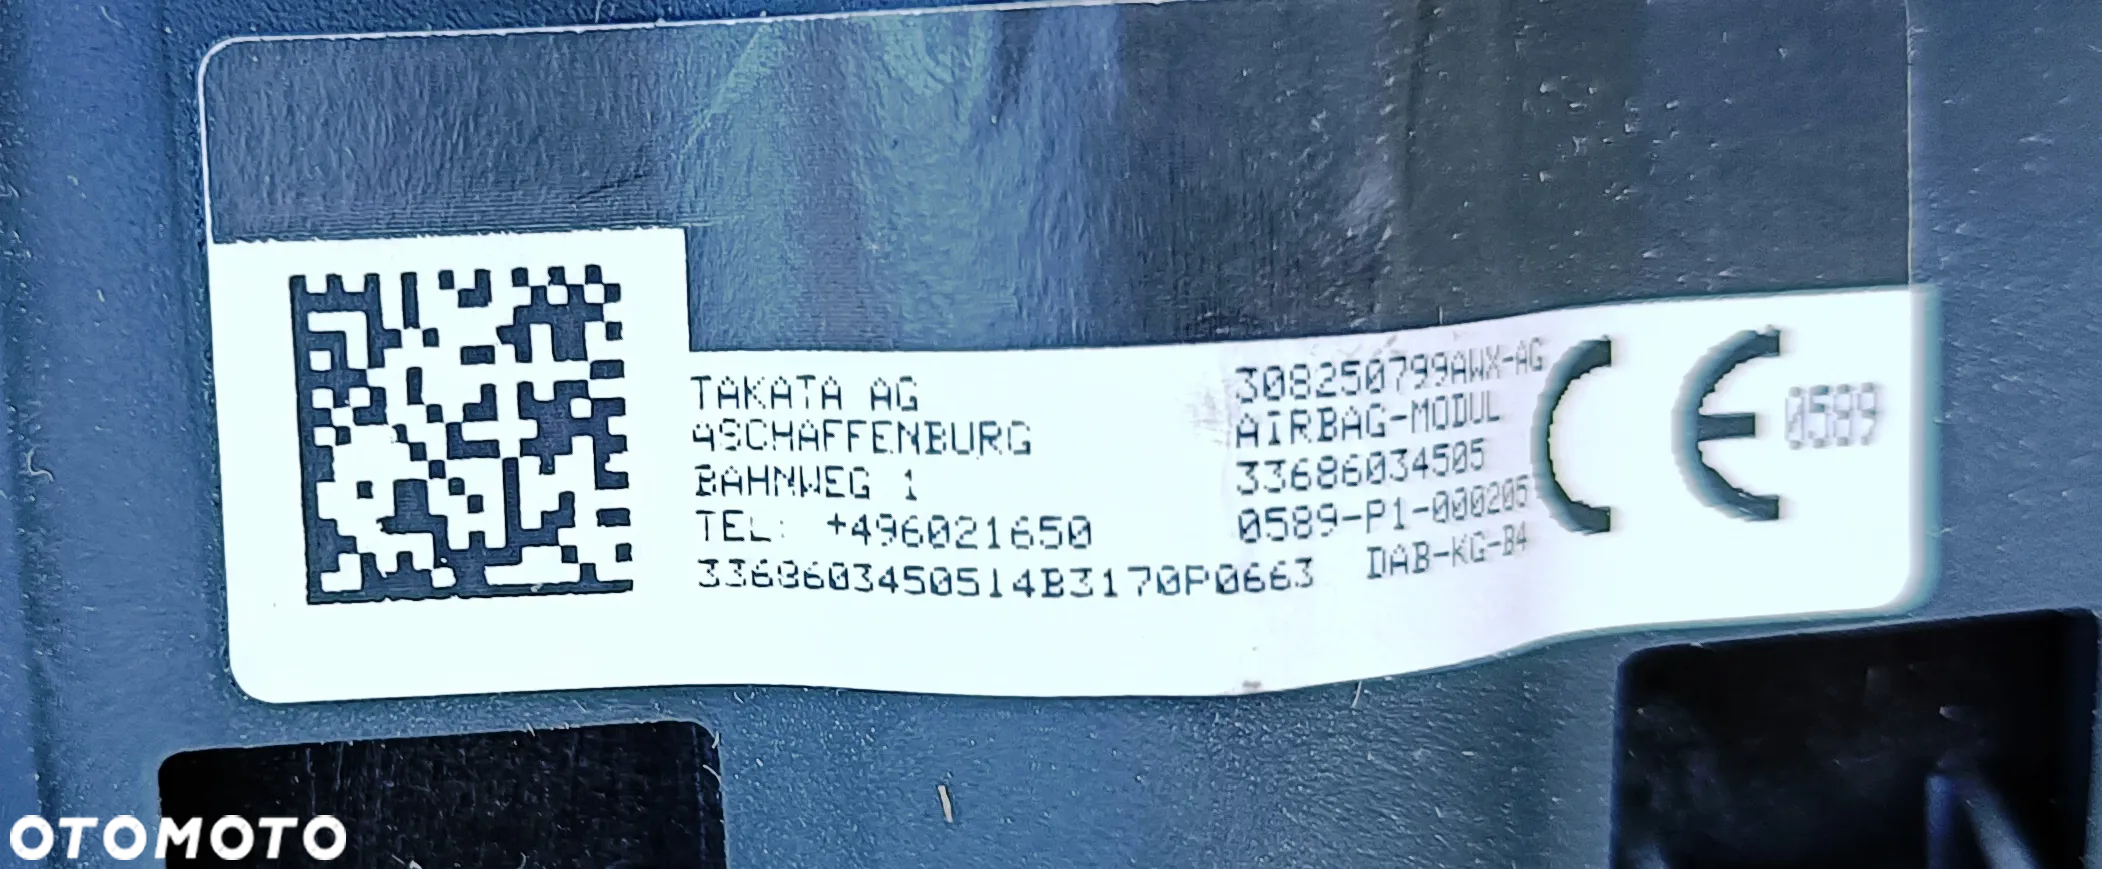 TAKATA AG
ASCHAFFENBURG
BAHNWEG 1
TEL: +496021650
3368603450514B3170P0663
308250799AWX-AG
AIRBAG-MODUL
33686034505
0589-P1-000205
DAB-KG-B4
CE 0589
OTOMOTO